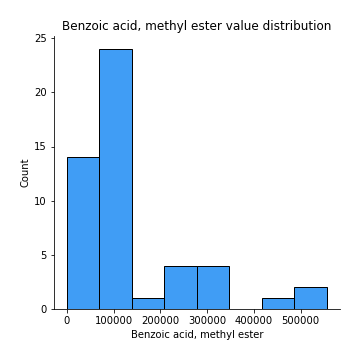 Benzoic acid, methyl ester value distribution
25
20
15
10
5
0
Count
0 100000 200000 300000 400000 500000
Benzoic acid, methyl ester